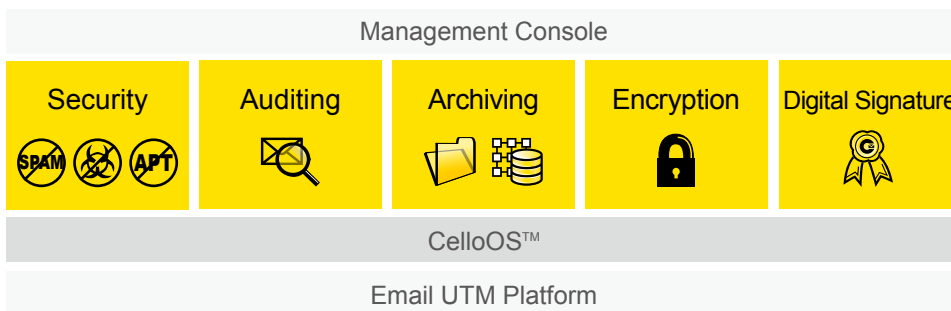 Management Console
Security Auditing Archiving Encryption Digital Signature
SPAM APT
CelloOS™
Email UTM Platform